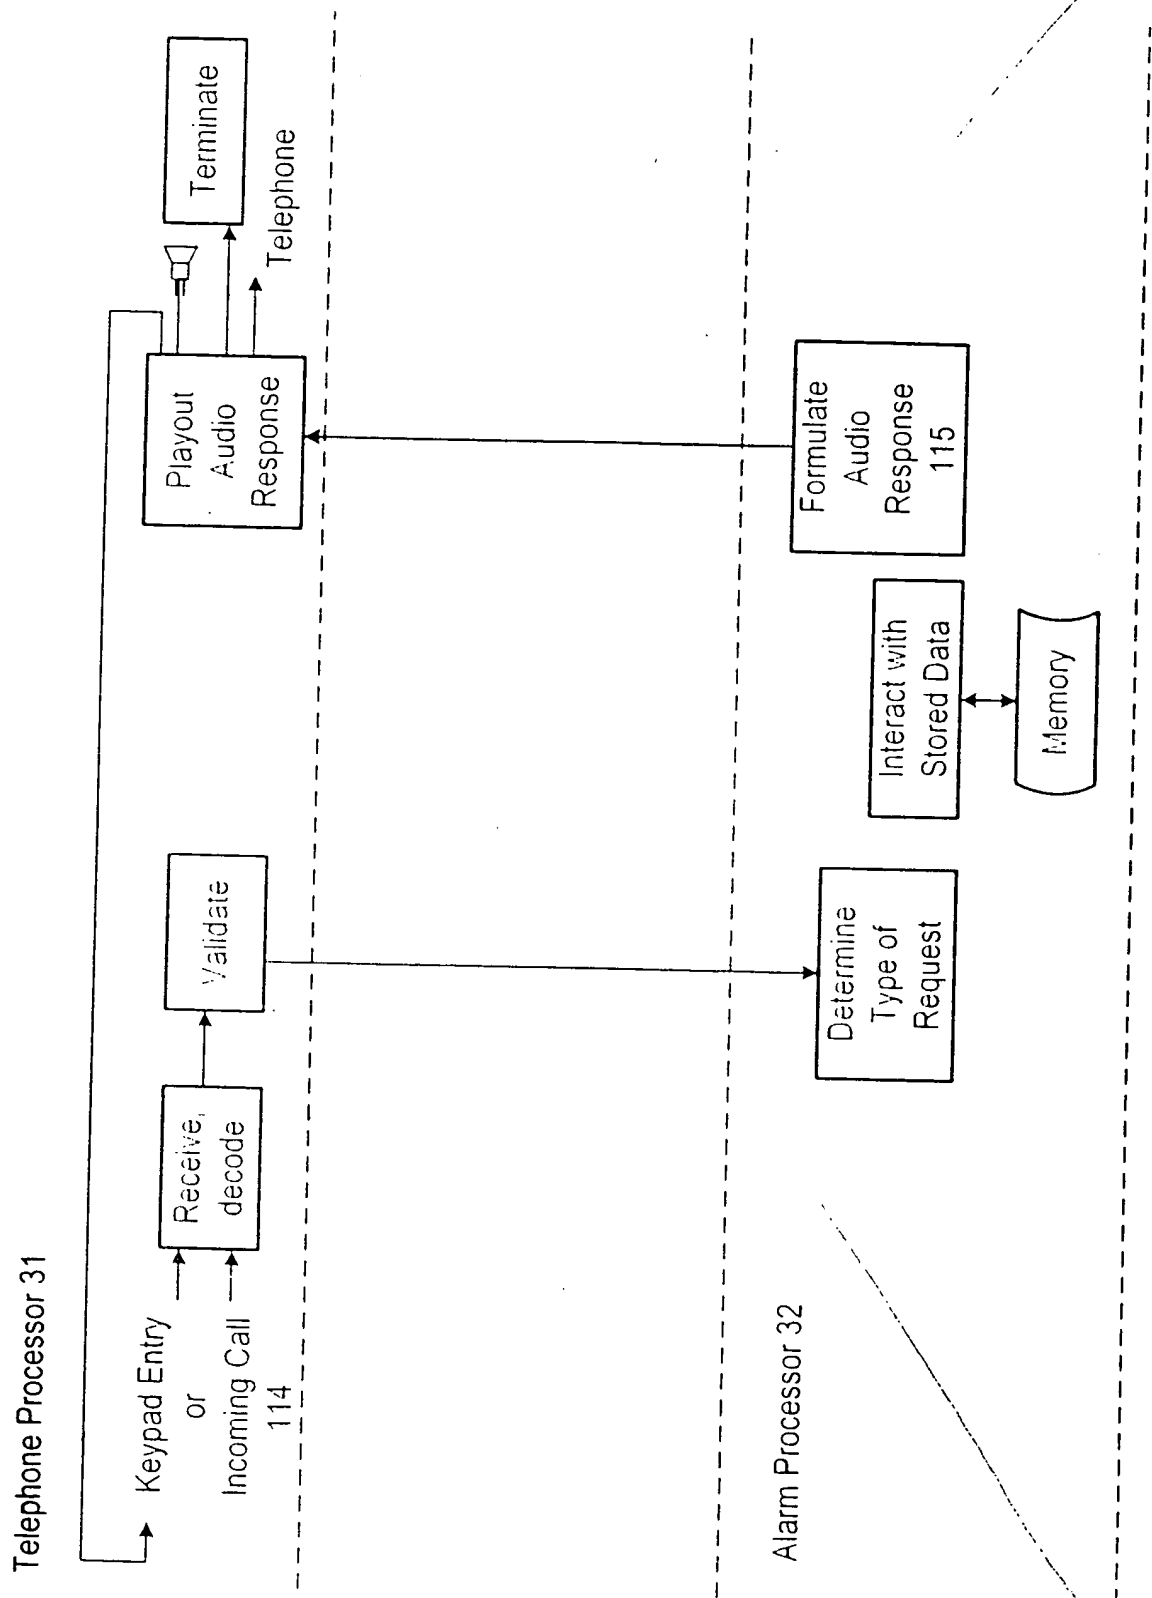 Telephone Processor 31
Keypad Entry
or
Incoming Call
114
Receive,
decode
Validate
Playout
Audio
Response
Terminate
Telephone
Alarm Processor 32
Determine
Type of
Request
Interact with
Stored Data
Memory
Formulate
Audio
Response
115